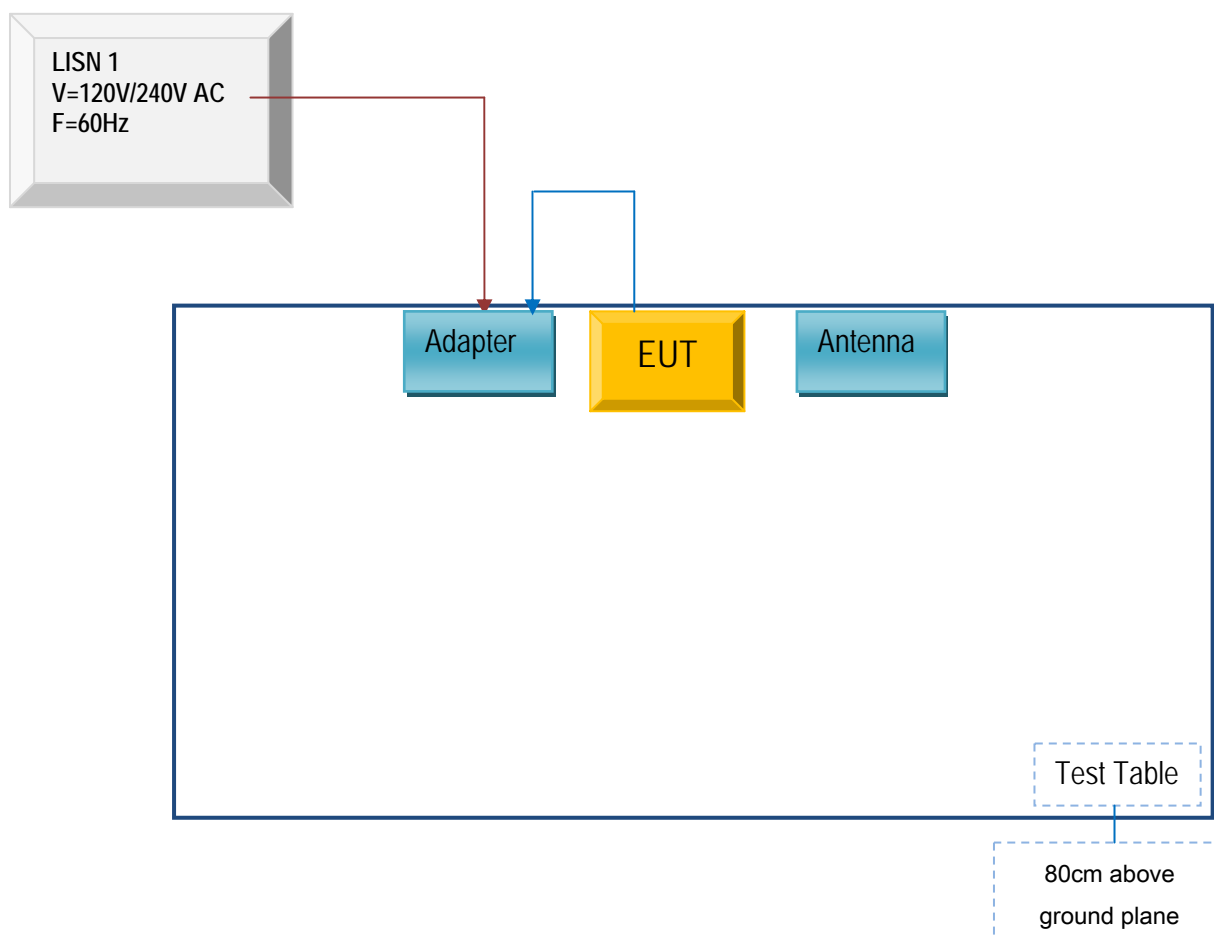 LISN 1
V=120V/240V AC
F=60Hz
Adapter
EUT
Antenna
Test Table
80cm above
ground plane